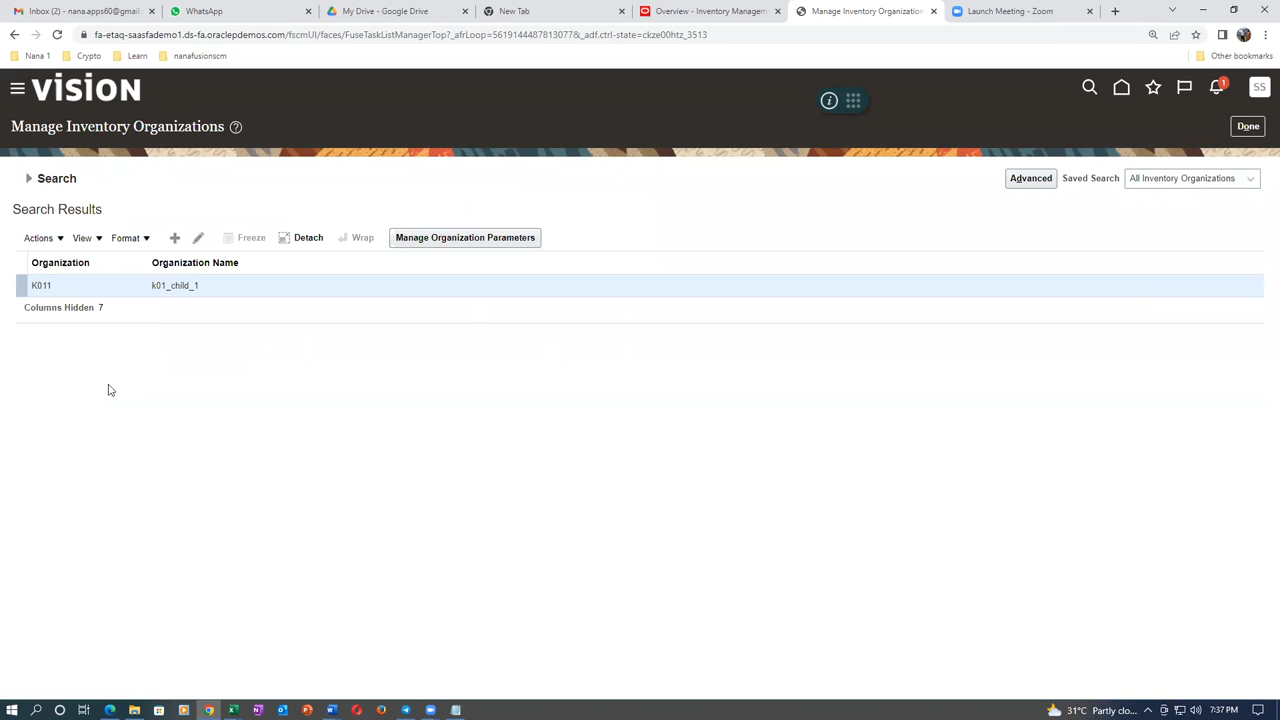 Inbox (2) - nana.apps60@gmail.
WhatsApp
My Drive - Google Drive
New Tab
Overview - Inventory Managem
Manage Inventory Organization
Launch Meeting - Zoom
fa-etaq-saasfademo1.ds-fa.oraclepdemos.com/fscmUI/faces/FuseTaskListManagerTop?_afrLoop=5619144487813077&_adf.ctrl-state=ckze00htz_3513
Nana 1
Crypto
Learn
nanafusionscm
Other bookmarks
VISION
1
SS
Manage Inventory Organizations
Done
Search
Advanced
Saved Search
All Inventory Organizations
Search Results
Actions
View
Format
Freeze
Detach
Wrap
Manage Organization Parameters
Organization
Organization Name
K011
k01_child_1
Columns Hidden 7
31°C Partly clo...
7:37 PM